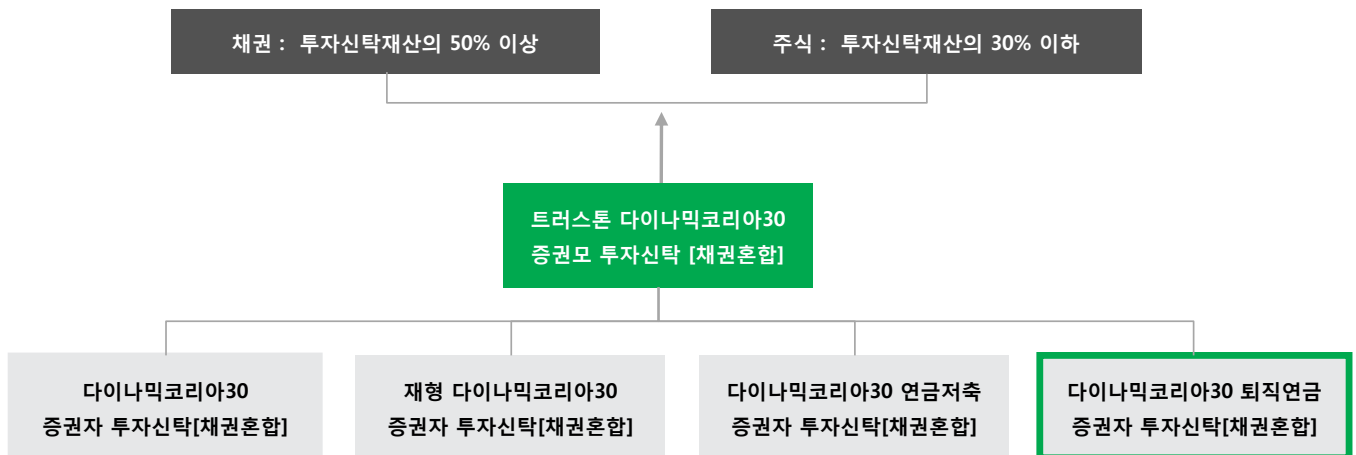 채권 : 투자신탁재산의 50% 이상
주식 : 투자신탁재산의 30% 이하
트러스톤 다이나믹코리아30
증권모 투자신탁 [채권혼합]
다이나믹코리아30
증권자 투자신탁[채권혼합]
재형 다이나믹코리아30
증권자 투자신탁[채권혼합]
다이나믹코리아30 연금저축
증권자 투자신탁[채권혼합]
다이나믹코리아30 퇴직연금
증권자 투자신탁[채권혼합]